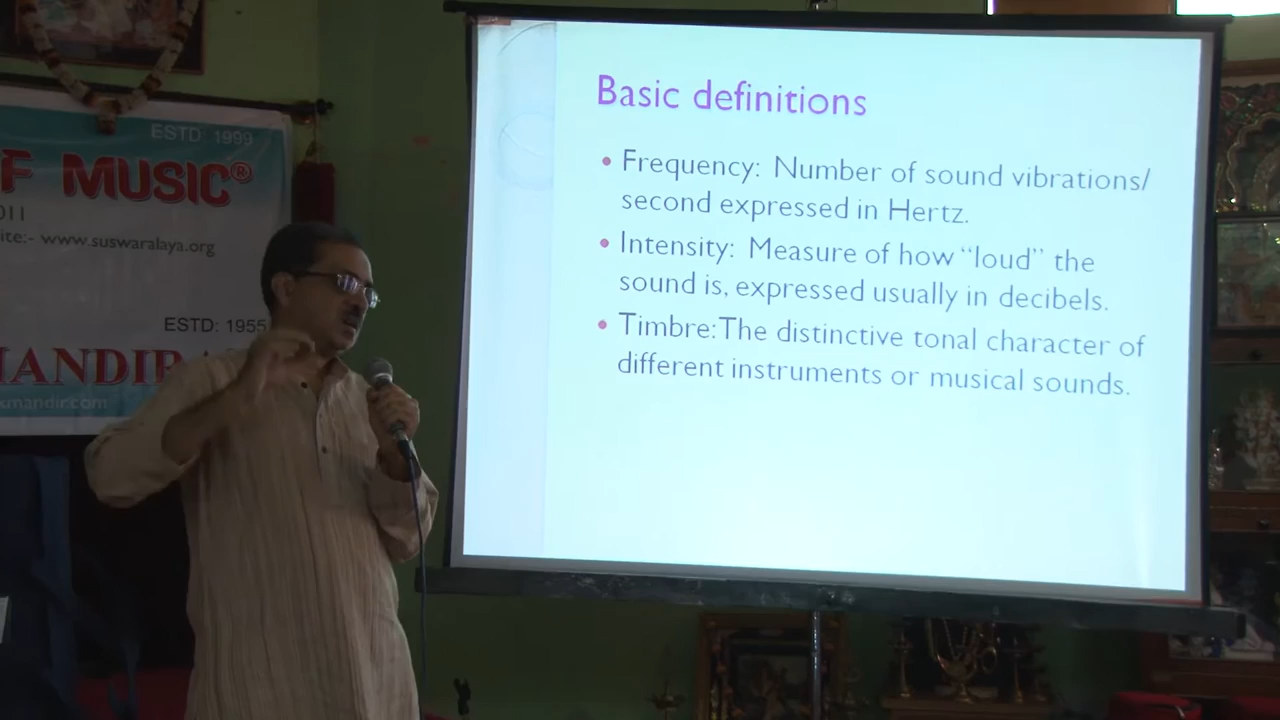 ESTD: 1999
F MUSIC®
011
ite:- www.suswaralaya.org
ESTD: 1955
MANDIR
kmandir.com
Basic definitions
• Frequency: Number of sound vibrations/
second expressed in Hertz.
• Intensity: Measure of how “loud” the
sound is, expressed usually in decibels.
• Timbre: The distinctive tonal character of
different instruments or musical sounds.